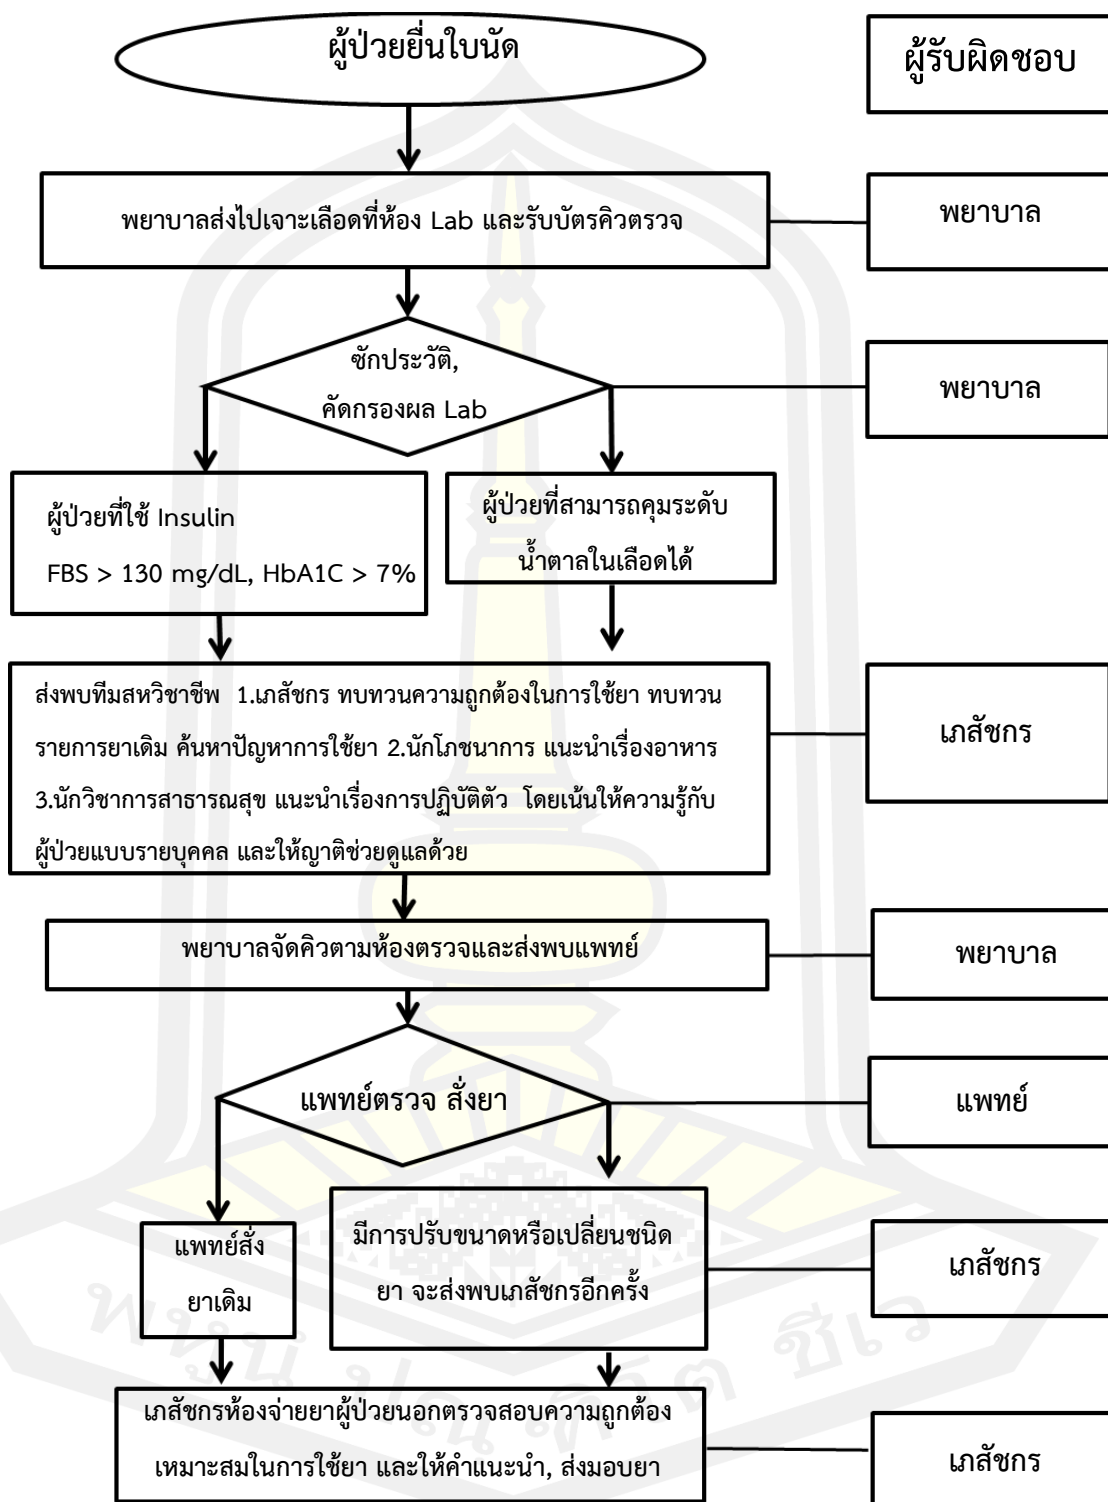 ผู้ป่วยยื่นใบนัด
ผู้รับผิดชอบ
พยาบาลส่งไปเจาะเลือดที่ห้อง Lab และรับบัตรคิวตรวจ
พยาบาล
ซักประวัติ,
คัดกรองผล Lab
พยาบาล
ผู้ป่วยที่ใช้ Insulin
FBS > 130 mg/dL, HbA1C > 7%
ผู้ป่วยที่สามารถคุมระดับ
น้ำตาลในเลือดได้
ส่งพบทีมสหวิชาชีพ 1.เภสัชกร ทบทวนความถูกต้องในการใช้ยา ทบทวน
รายการยาเดิม ค้นหาปัญหาการใช้ยา 2.นักโภชนาการ แนะนำเรื่องอาหาร
3.นักวิชาการสาธารณสุข แนะนำเรื่องการปฏิบัติตัว โดยเน้นให้ความรู้กับ
ผู้ป่วยแบบรายบุคคล และให้ญาติช่วยดูแลด้วย
เภสัชกร
พยาบาลจัดคิวตามห้องตรวจและส่งพบแพทย์
พยาบาล
แพทย์ตรวจ สั่งยา
แพทย์
แพทย์สั่ง
ยาเดิม
มีการปรับขนาดหรือเปลี่ยนชนิด
ยา จะส่งพบเภสัชกรอีกครั้ง
เภสัชกร
พหุนํ ปณฺฑิโต ชีเว
เภสัชกรห้องจ่ายยาผู้ป่วยนอกตรวจสอบความถูกต้อง
เหมาะสมในการใช้ยา และให้คำแนะนำ, ส่งมอบยา
เภสัชกร